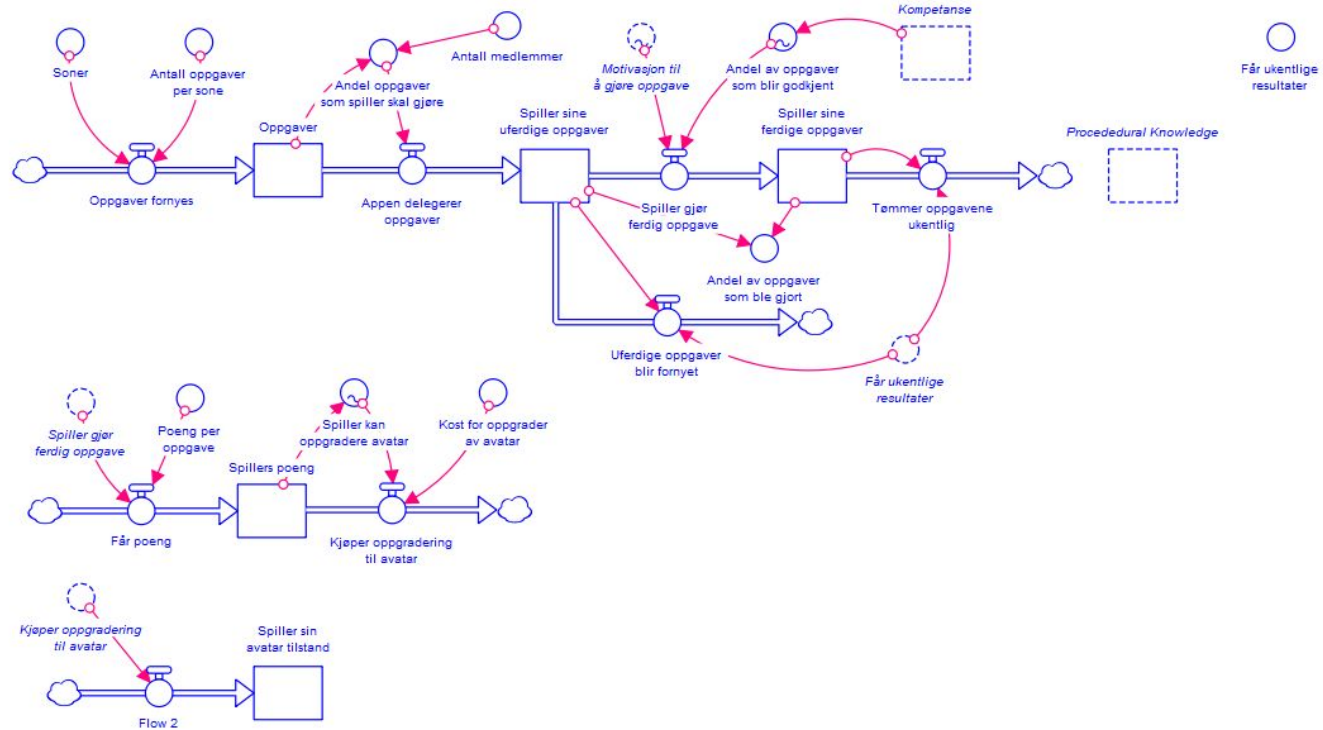 Kompetanse
Soner
Antall oppgaver
per sone
Antall medlemmer
Motivasjon til
å gjøre oppgave
Andel av oppgaver
som blir godkjent
Får ukentlige
resultater
Andel oppgaver
som spiller skal gjøre
Oppgaver
Spiller sine
uferdige oppgaver
Spiller sine
ferdige oppgaver
Procededural Knowledge
Oppgaver fornyes
Appen delegerer
oppgaver
Spiller gjør
ferdig oppgave
Tømmer oppgavene
ukentlig
Andel av oppgaver
som ble gjort
Uferdige oppgaver
blir fornyet
Får ukentlige
resultater
Spiller gjør
ferdig oppgave
Poeng per
oppgave
Spiller kan
oppgradere avatar
Kost for oppgrader
av avatar
Spillers poeng
Får poeng
Kjøper oppgradering
til avatar
Kjøper oppgradering
til avatar
Spiller sin
avatar tilstand
Flow 2